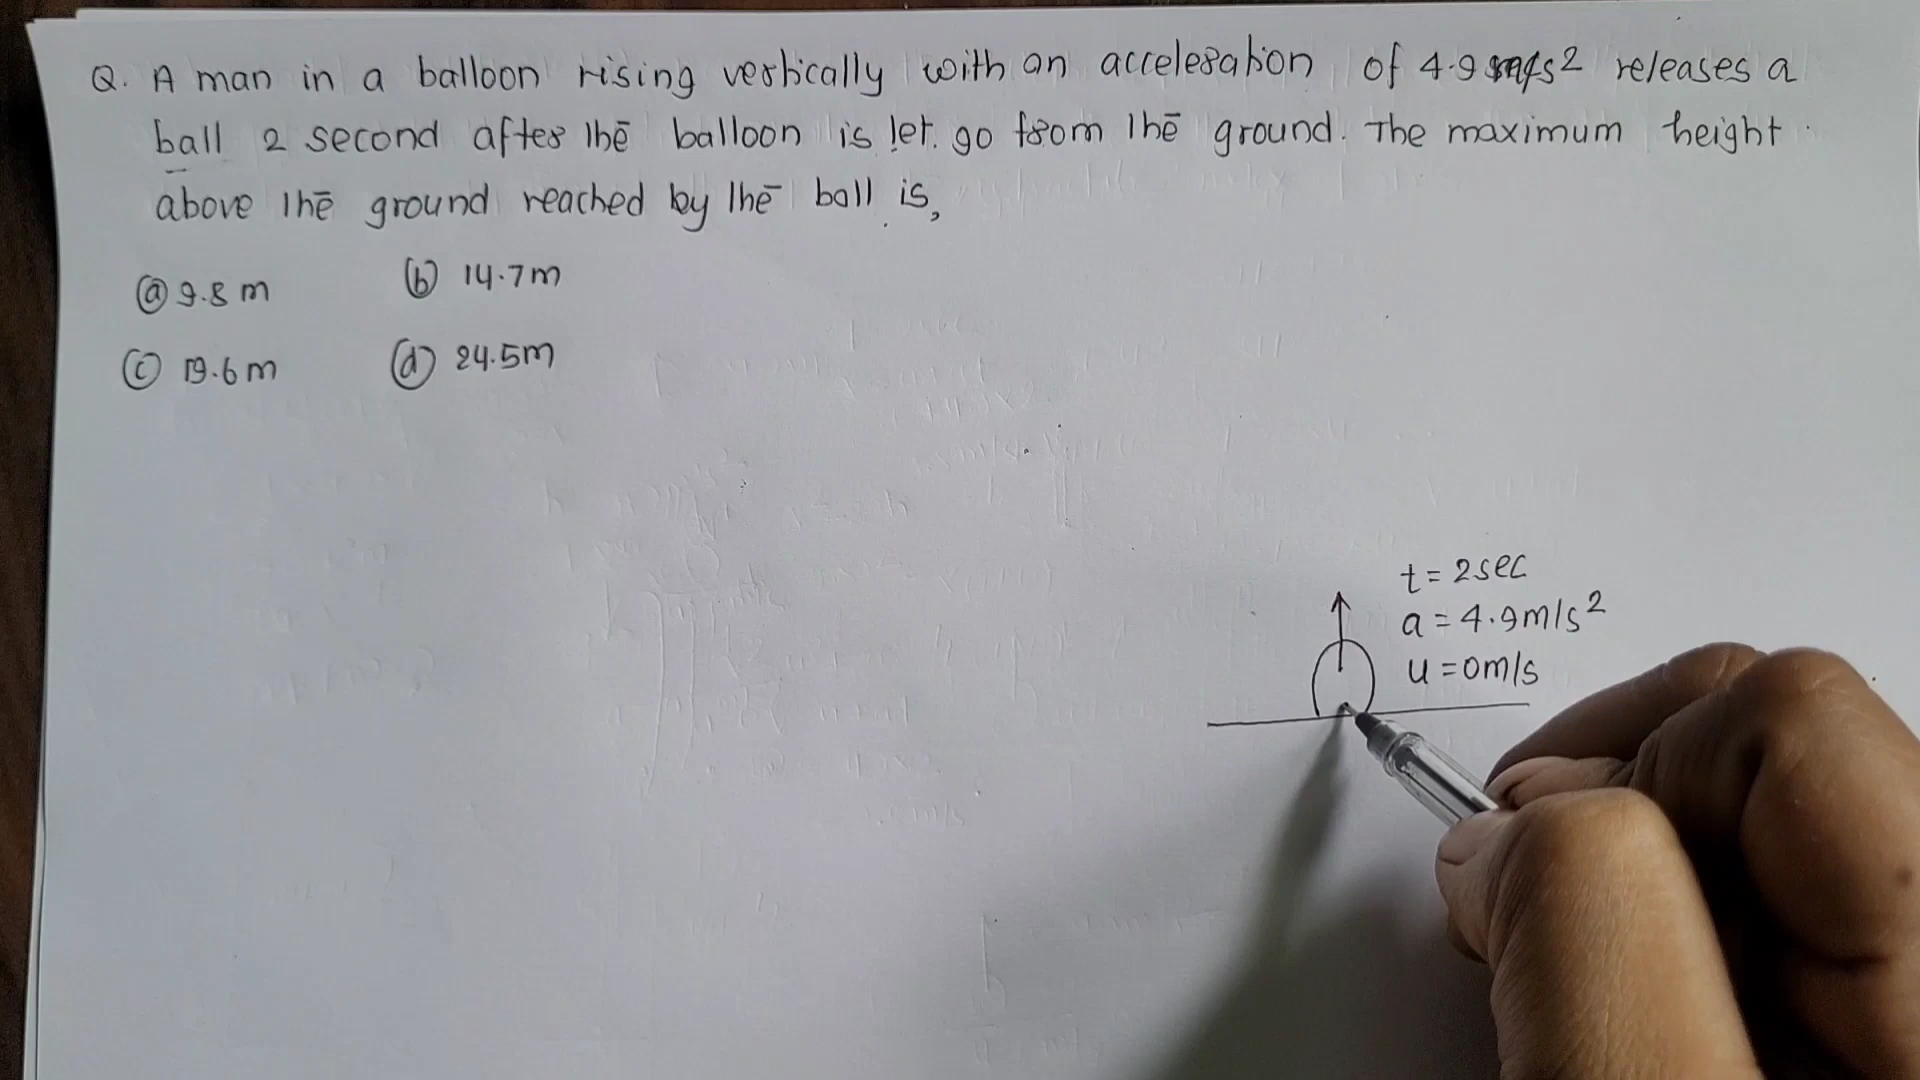 Q. A man in a balloon rising vertically with an acceleration of 4.9 m/s2 releases a
ball 2 second after the balloon is let go from the ground. The maximum height
above the ground reached by the ball is,
(a) 9.8 m (b) 14.7m
(c) 19.6m (d) 24.5m
t = 2sec
a = 4.9m/s²
u = 0m/s